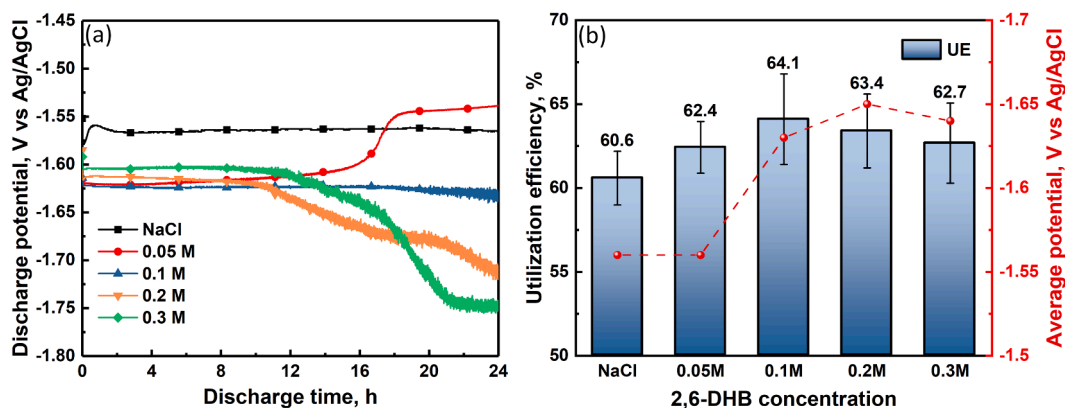 (a)
Discharge potential, V vs Ag/AgCl
-1.45
-1.50
-1.55
-1.60
-1.65
-1.70
-1.75
-1.80
NaCl
0.05 M
0.1 M
0.2 M
0.3 M
0 4 8 12 16 20 24
Discharge time, h
(b)
UE
Utilization efficiency, %
75
70
65
60
55
50
60.6
62.4
64.1
63.4
62.7
-1.7
-1.65
-1.6
-1.55
-1.5
Average potential, V vs Ag/AgCl
NaCl 0.05M 0.1M 0.2M 0.3M
2,6-DHB concentration